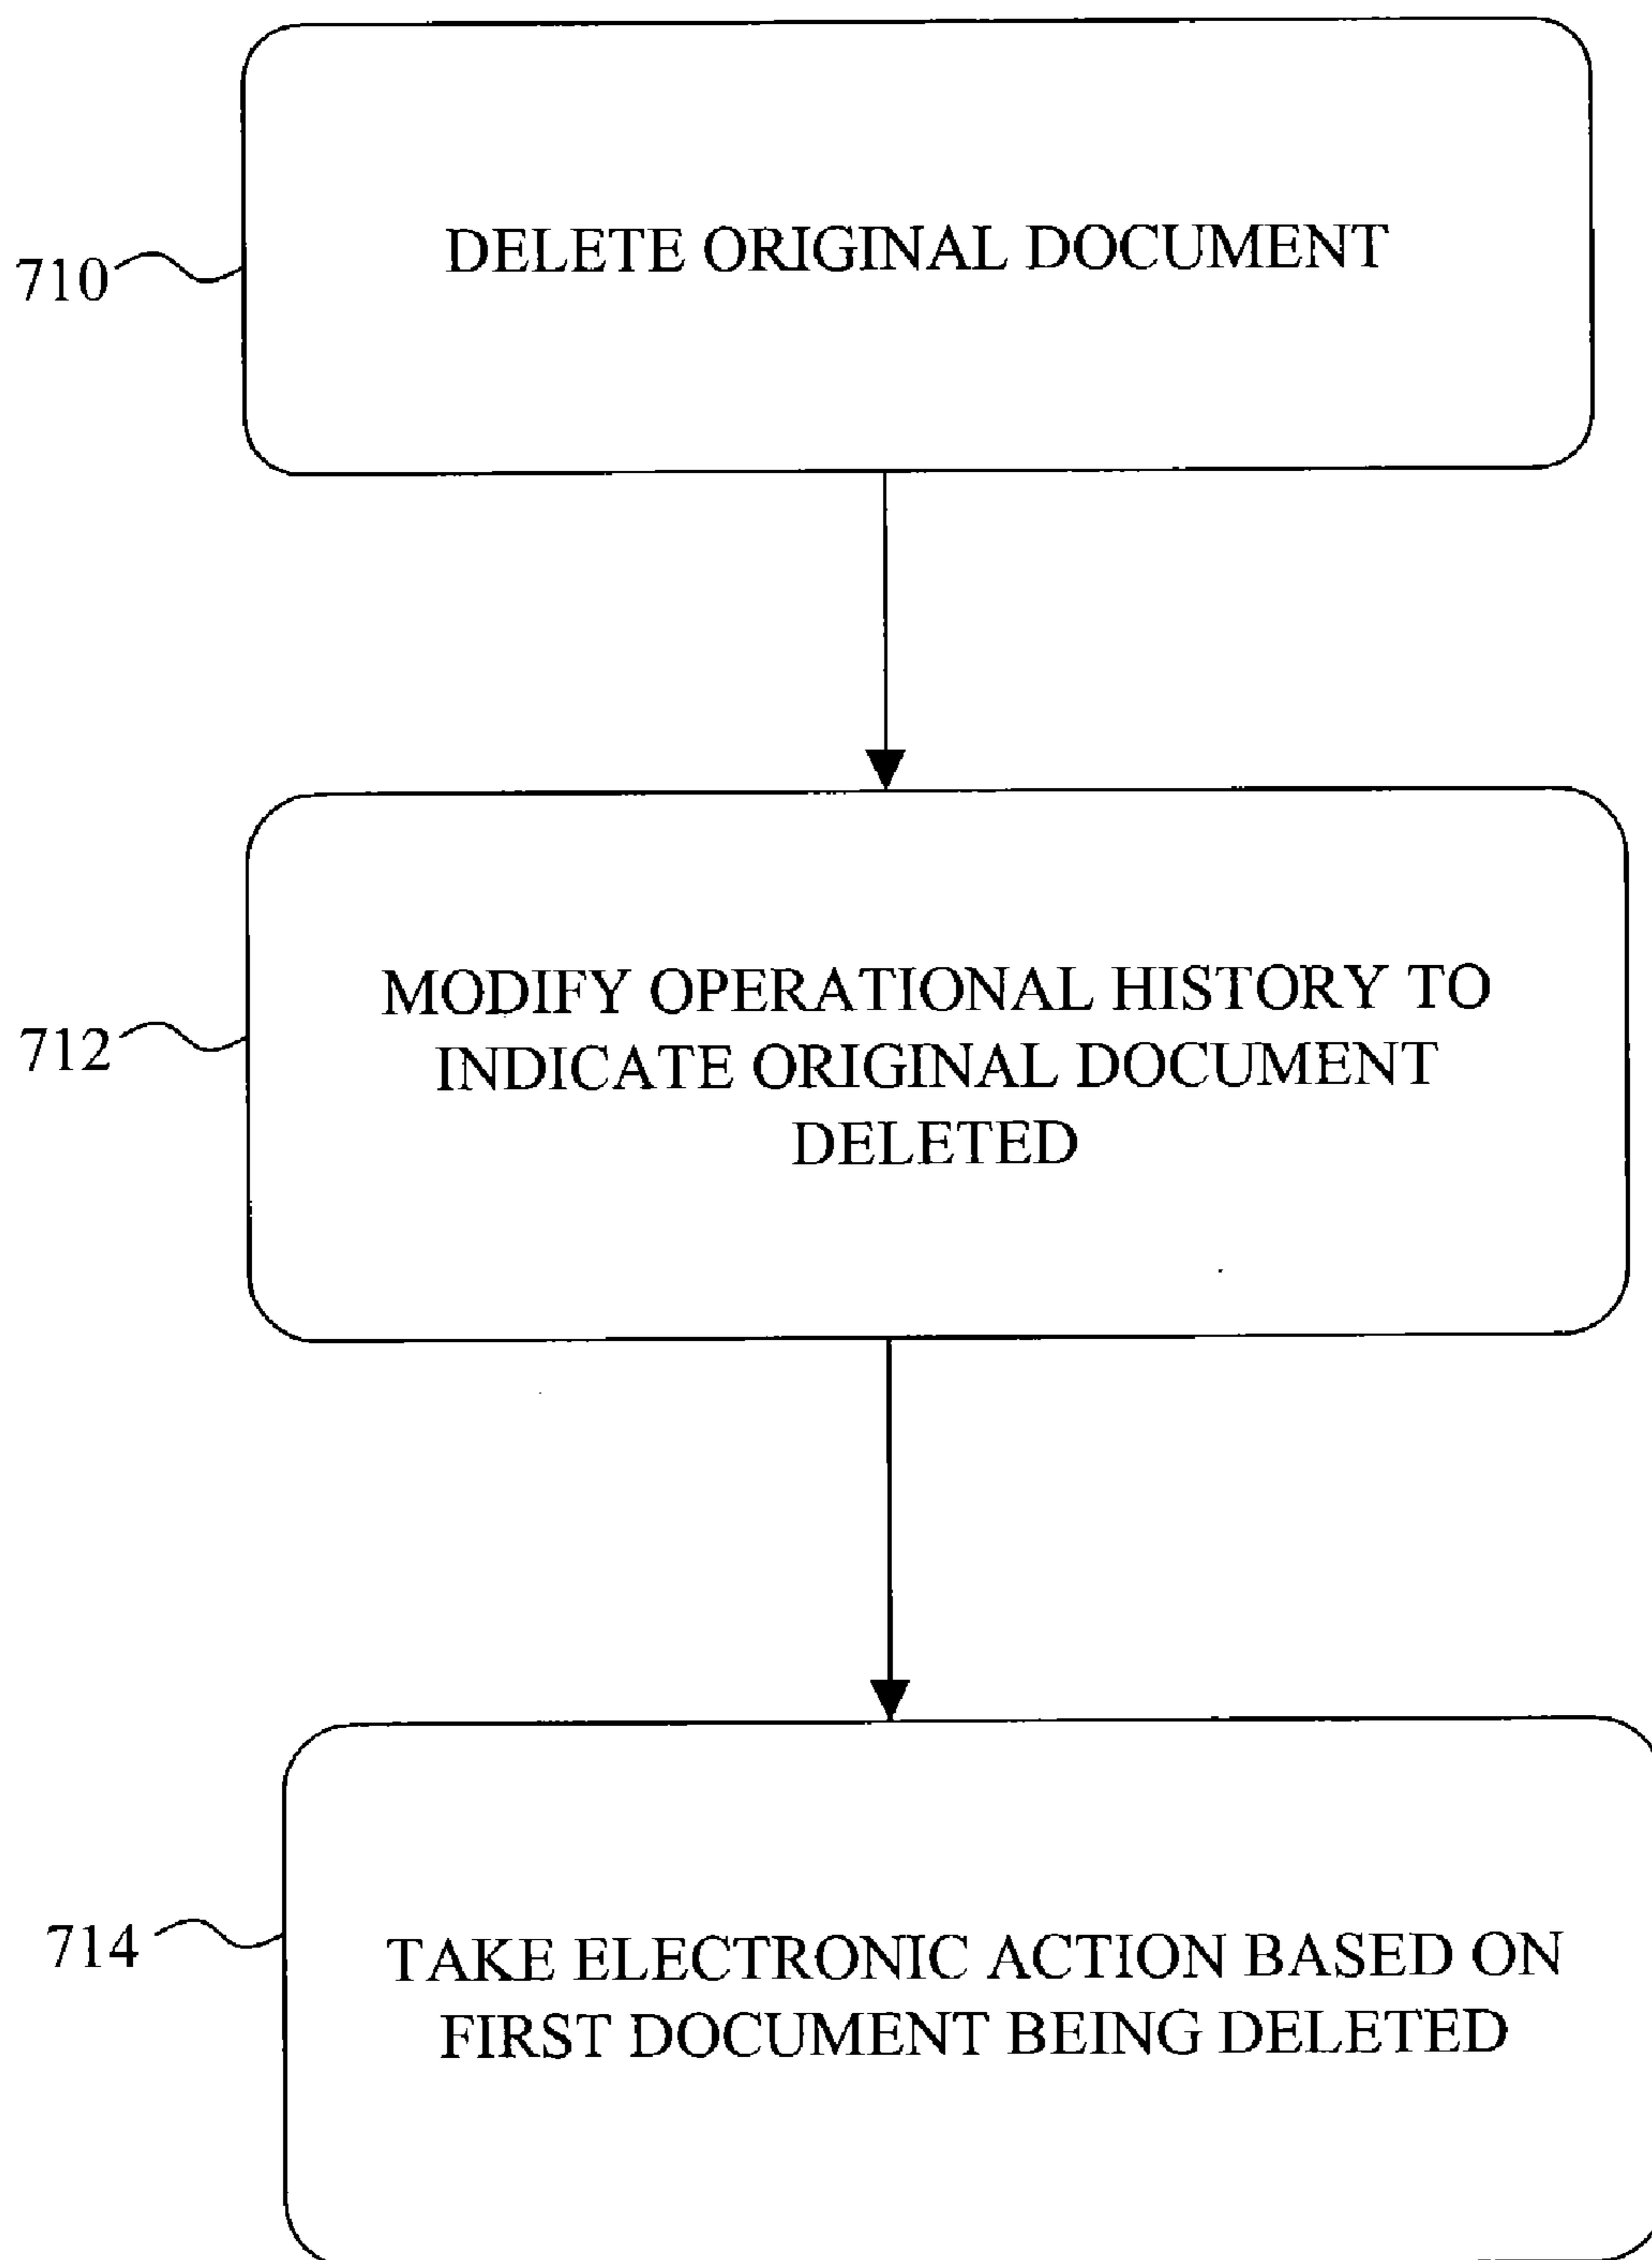 DELETE ORIGINAL DOCUMENT
710
MODIFY OPERATIONAL HISTORY TO
INDICATE ORIGINAL DOCUMENT
DELETED
712
TAKE ELECTRONIC ACTION BASED ON
FIRST DOCUMENT BEING DELETED
714